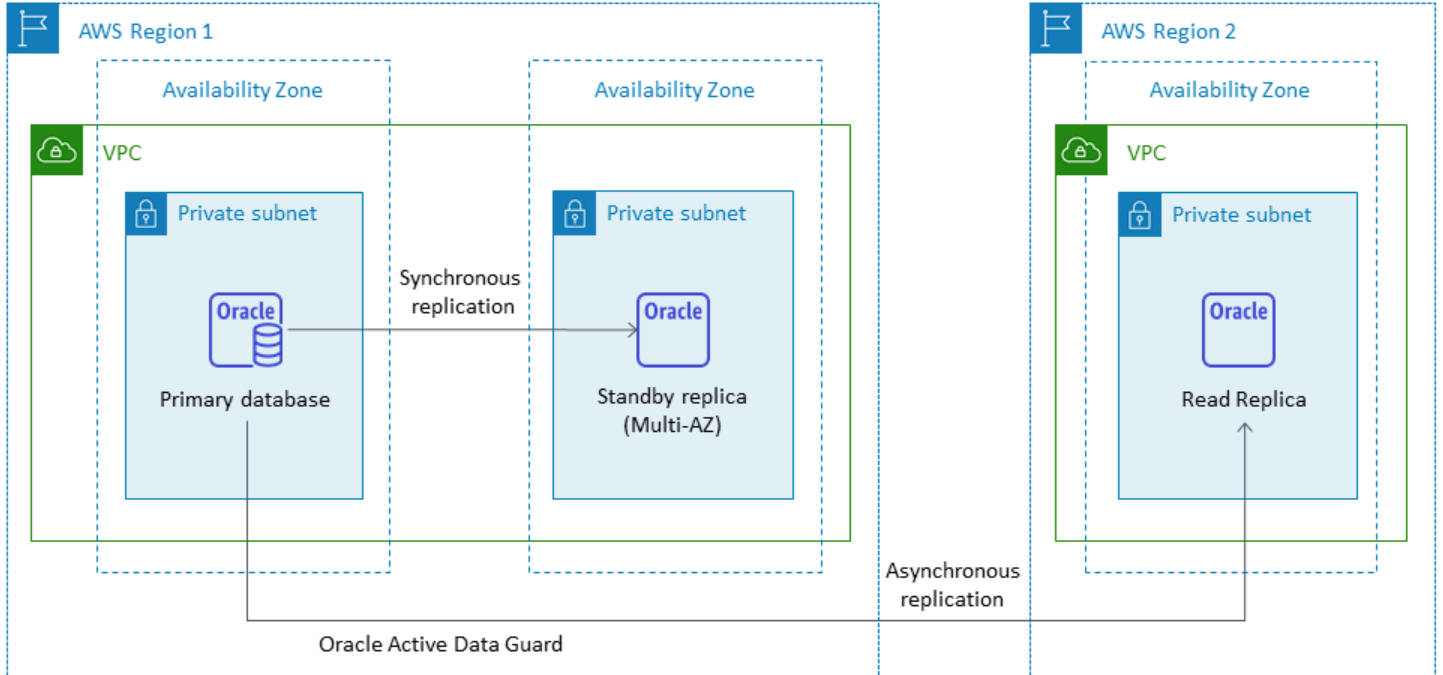 AWS Region 1
AWS Region 2
Availability Zone
Availability Zone
Availability Zone
VPC
VPC
Private subnet
Private subnet
Private subnet
Synchronous
replication
Oracle
Oracle
Oracle
Primary database
Standby replica
(Multi-AZ)
Read Replica
Asynchronous
replication
Oracle Active Data Guard